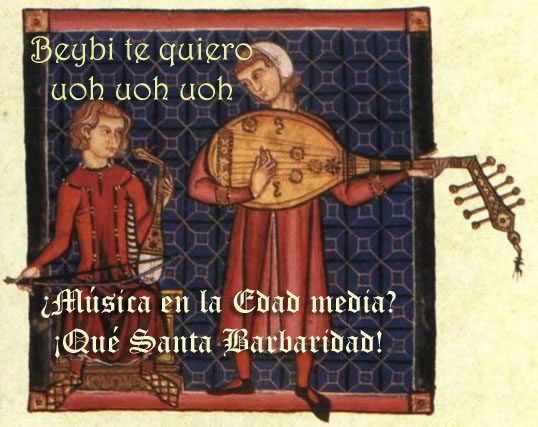 Beybi te quiero
uoh uoh uoh
¿Música en la Edad media?
¡Qué Santa Barbaridad!